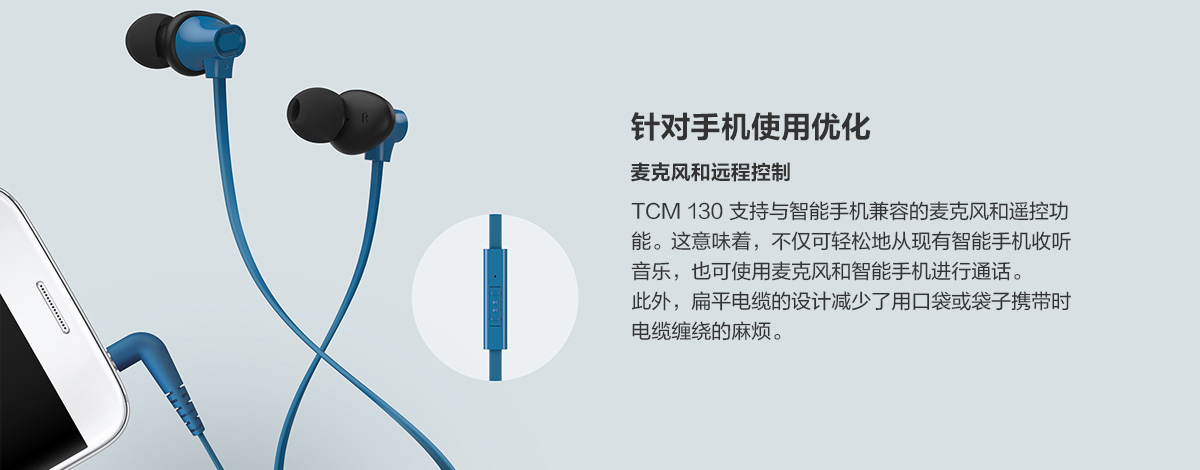 针对手机使用优化
麦克风和远程控制
TCM 130 支持与智能手机兼容的麦克风和遥控功
能。这意味着，不仅可轻松地从现有智能手机收听
音乐，也可使用麦克风和智能手机进行通话。
此外，扁平电缆的设计减少了用口袋或袋子携带时
电缆缠绕的麻烦。
R